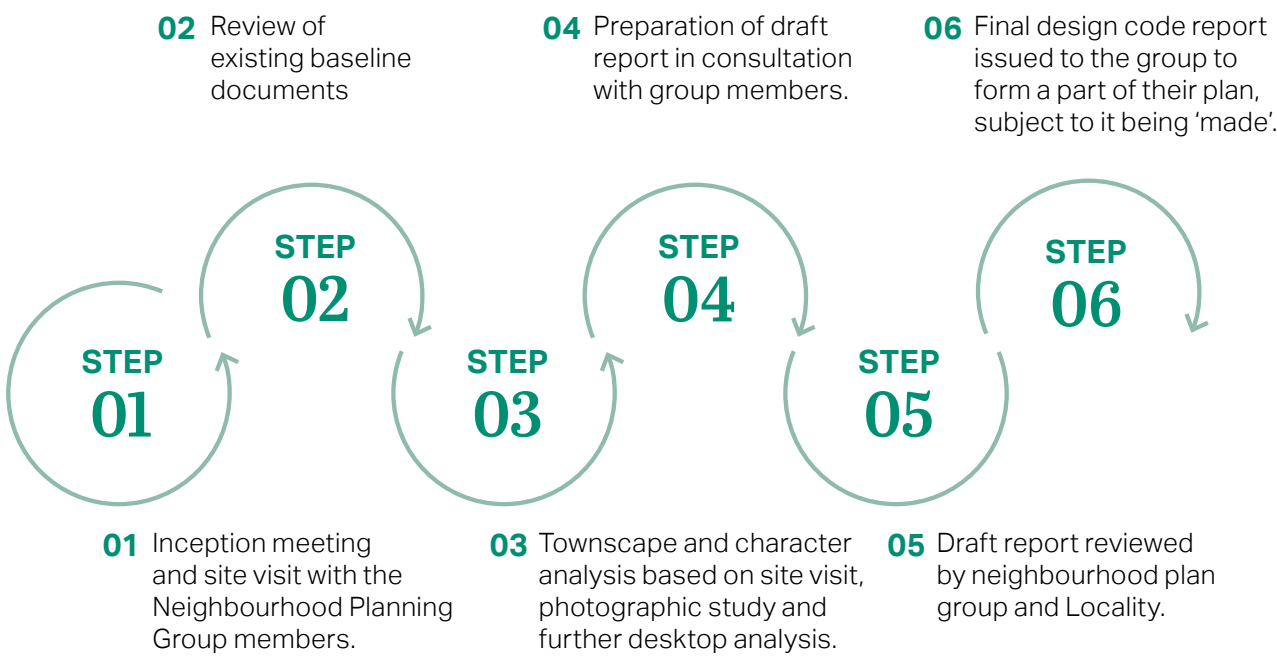 02 Review of
existing baseline
documents
04 Preparation of draft
report in consultation
with group members.
06 Final design code report
issued to the group to
form a part of their plan,
subject to it being ‘made’.
STEP
01
STEP
02
STEP
03
STEP
04
STEP
05
STEP
06
01 Inception meeting
and site visit with the
Neighbourhood Planning
Group members.
03 Townscape and character
analysis based on site visit,
photographic study and
further desktop analysis.
05 Draft report reviewed
by neighbourhood plan
group and Locality.